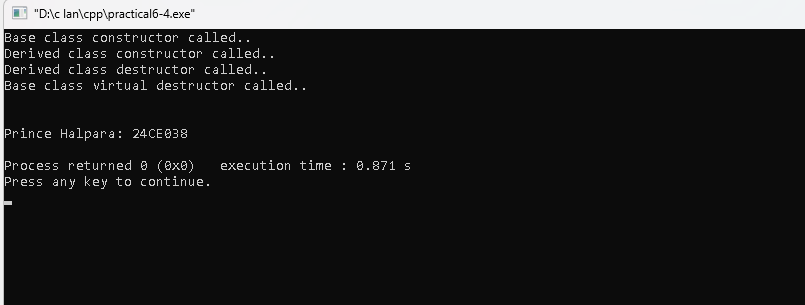 "D:\c lan\cpp\practical6-4.exe"
Base class constructor called..
Derived class constructor called..
Derived class destructor called..
Base class virtual destructor called..
Prince Halpara: 24CE038
Process returned 0 (0x0)   execution time : 0.871 s
Press any key to continue.